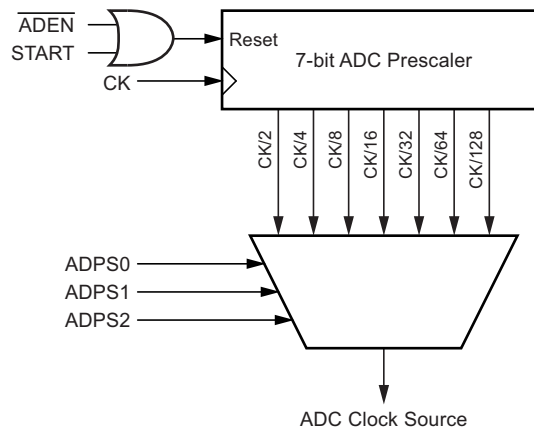 ADEN
START
CK
Reset
7-bit ADC Prescaler
CK/2
CK/4
CK/8
CK/16
CK/32
CK/64
CK/128
ADPS0
ADPS1
ADPS2
ADC Clock Source